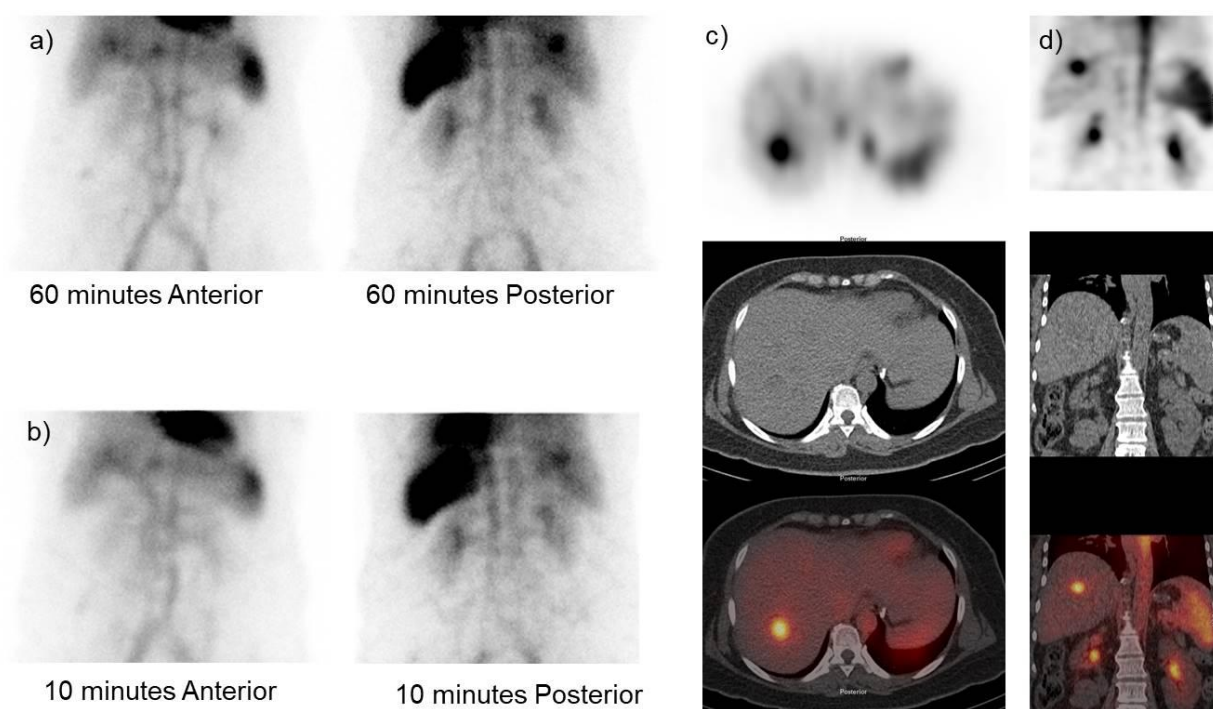 a)
60 minutes Anterior
60 minutes Posterior
b)
10 minutes Anterior
10 minutes Posterior
c)
Posterior
Posterior
Posterior
d)